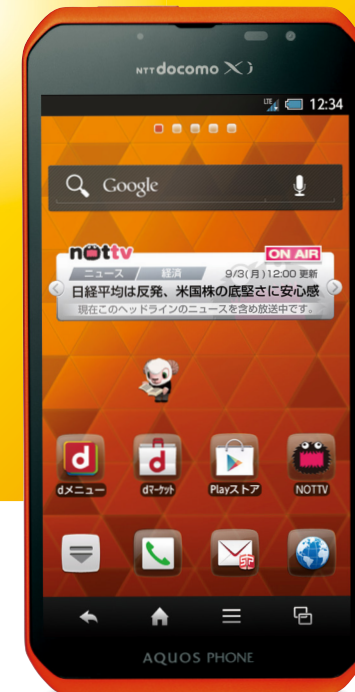 NTT docomo Xi
LTE 12:34
Google
nottv ON AIR
ニュース 経済 9/3(月)12:00 更新
日経平均は反発、米国株の底堅さに安心感
現在このヘッドラインのニュースを含め放送中です。
dメニュー dマーケット Playストア NOTTV
AQUOS PHONE